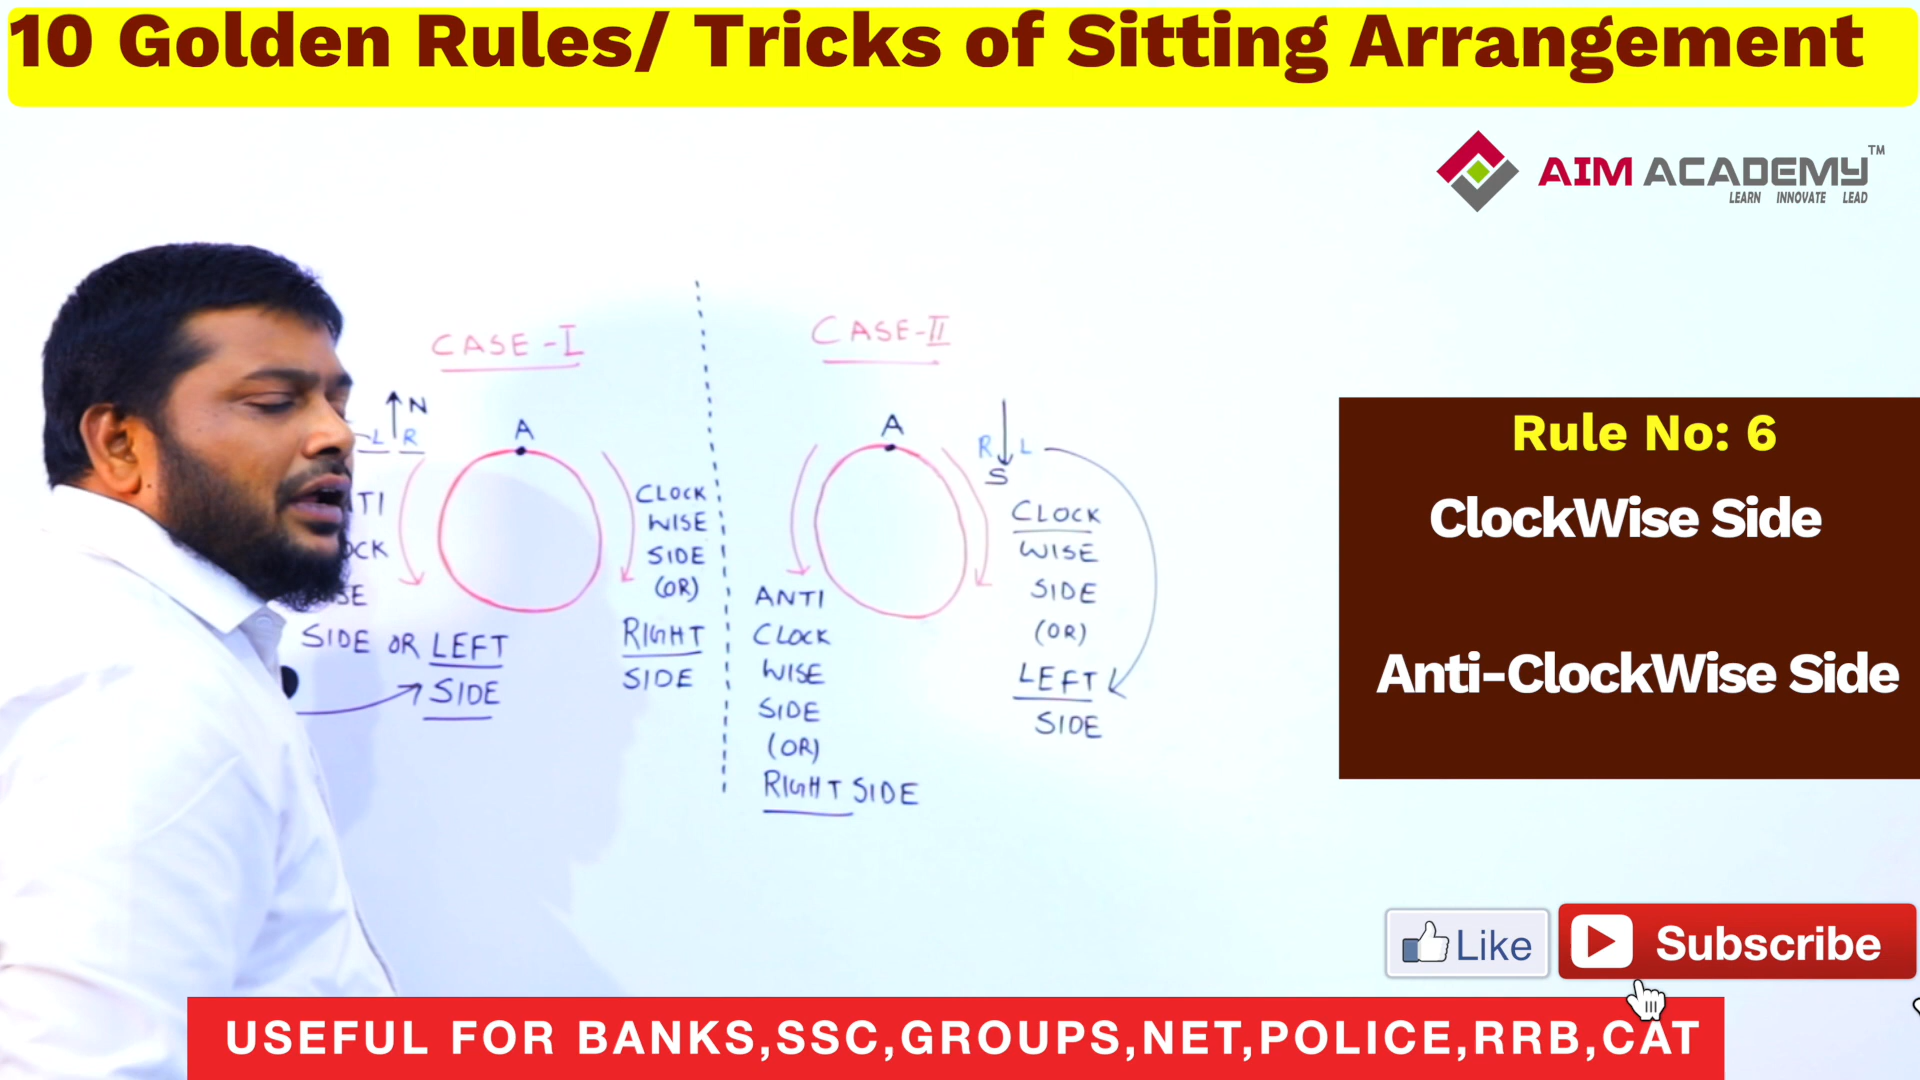 10 Golden Rules/ Tricks of Sitting Arrangement
AIM ACADEMY TM
LEARN INNOVATE LEAD
CASE-I
N
L R
A
CLOCK
WISE
SIDE
(OR)
RIGHT
SIDE
SIDE OR LEFT
SIDE
CASE-II
A
R L
S
ANTI
CLOCK
WISE
SIDE
(OR)
RIGHT SIDE
CLOCK
WISE
SIDE
(OR)
LEFT
SIDE
Rule No: 6
ClockWise Side
Anti-ClockWise Side
Like
Subscribe
USEFUL FOR BANKS,SSC,GROUPS,NET,POLICE,RRB,CAT